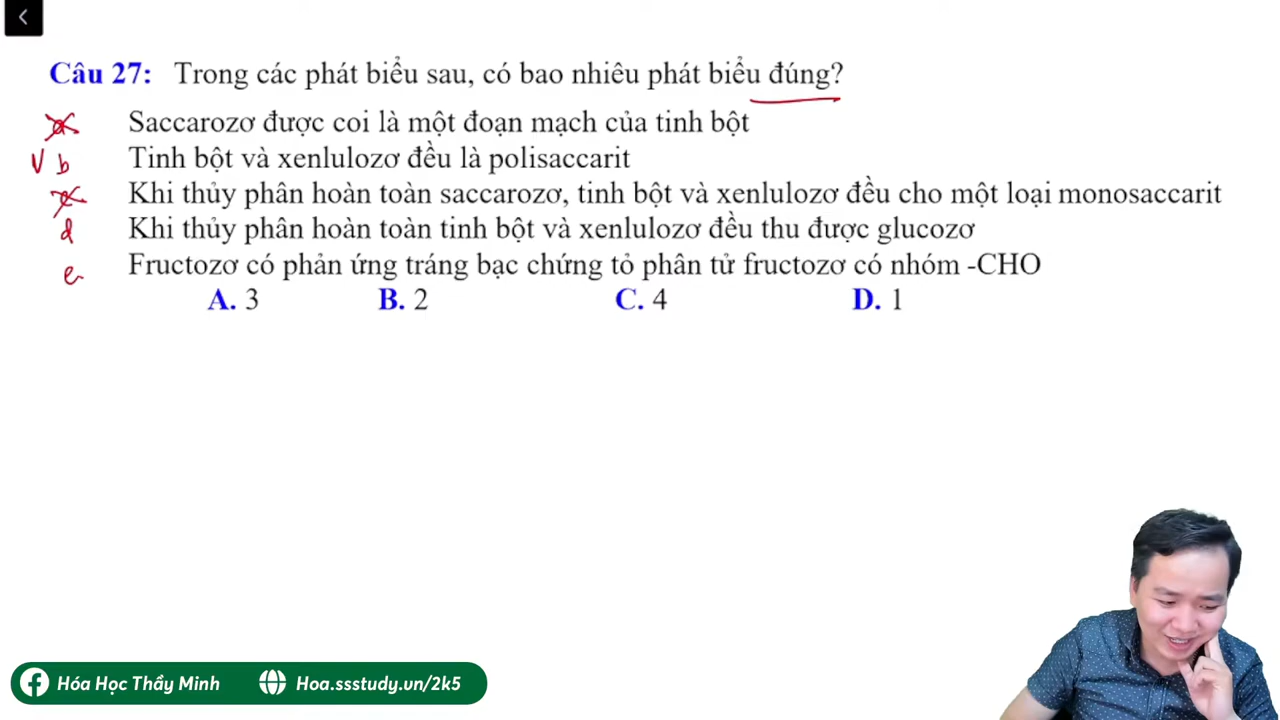 Câu 27: Trong các phát biểu sau, có bao nhiêu phát biểu đúng?
a Saccarozơ được coi là một đoạn mạch của tinh bột
V b Tinh bột và xenlulozơ đều là polisaccarit
c Khi thủy phân hoàn toàn saccarozơ, tinh bột và xenlulozơ đều cho một loại monosaccarit
d Khi thủy phân hoàn toàn tinh bột và xenlulozơ đều thu được glucozơ
e Fructozơ có phản ứng tráng bạc chứng tỏ phân tử fructozơ có nhóm -CHO
A. 3 B. 2 C. 4 D. 1
Hóa Học Thầy Minh Hoa.ssstudy.vn/2k5